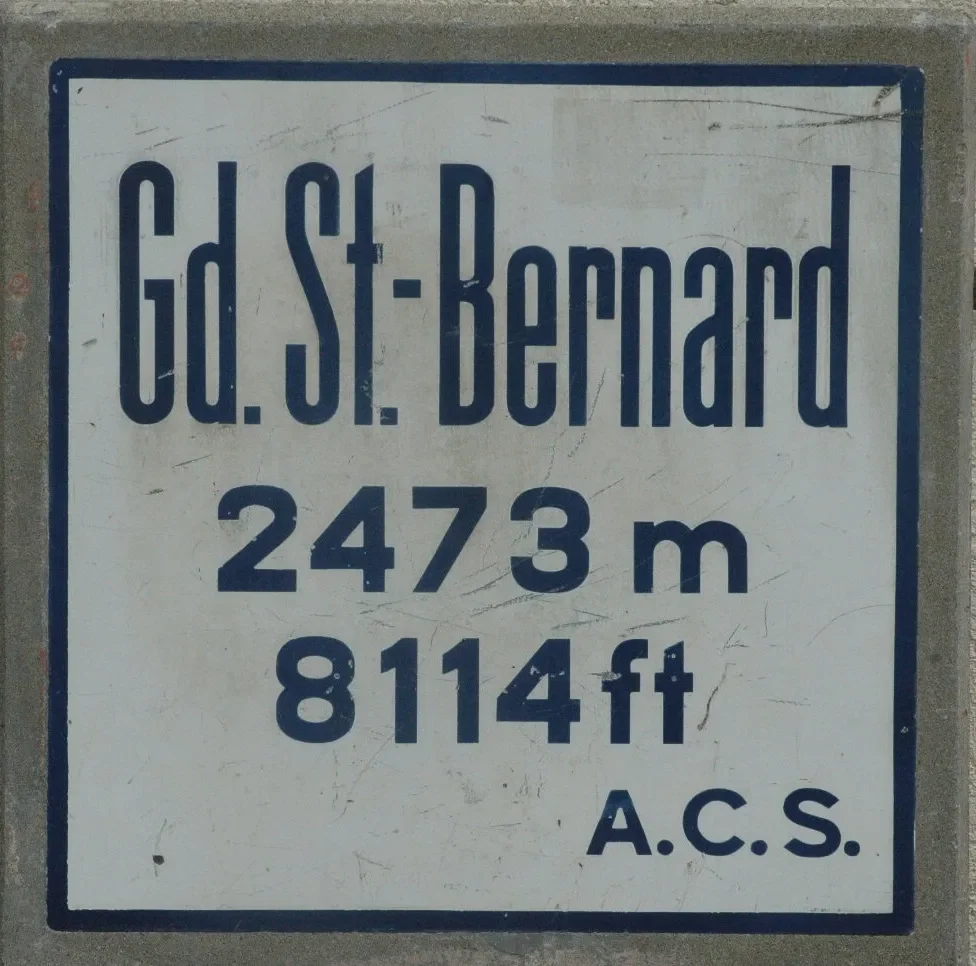 Gd. St.-Bernard
2473 m
8114 ft
A.C.S.